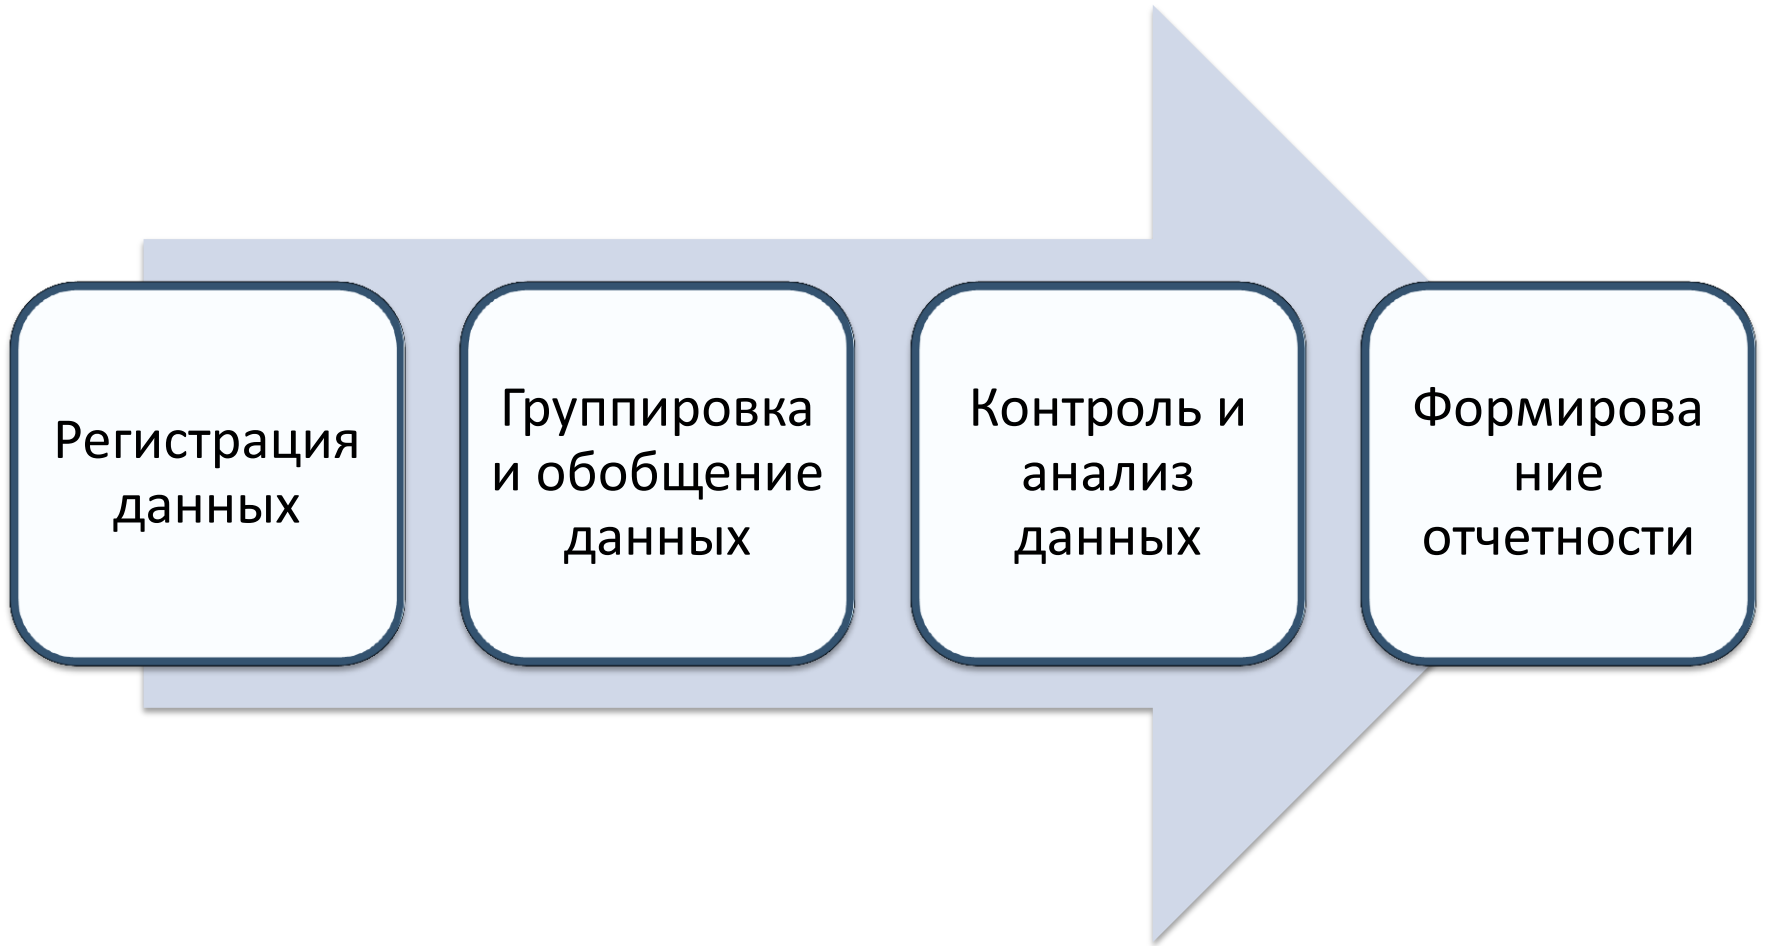 Регистрация
данных
Группировка
и обобщение
данных
Контроль и
анализ
данных
Формирова
ние
отчетности